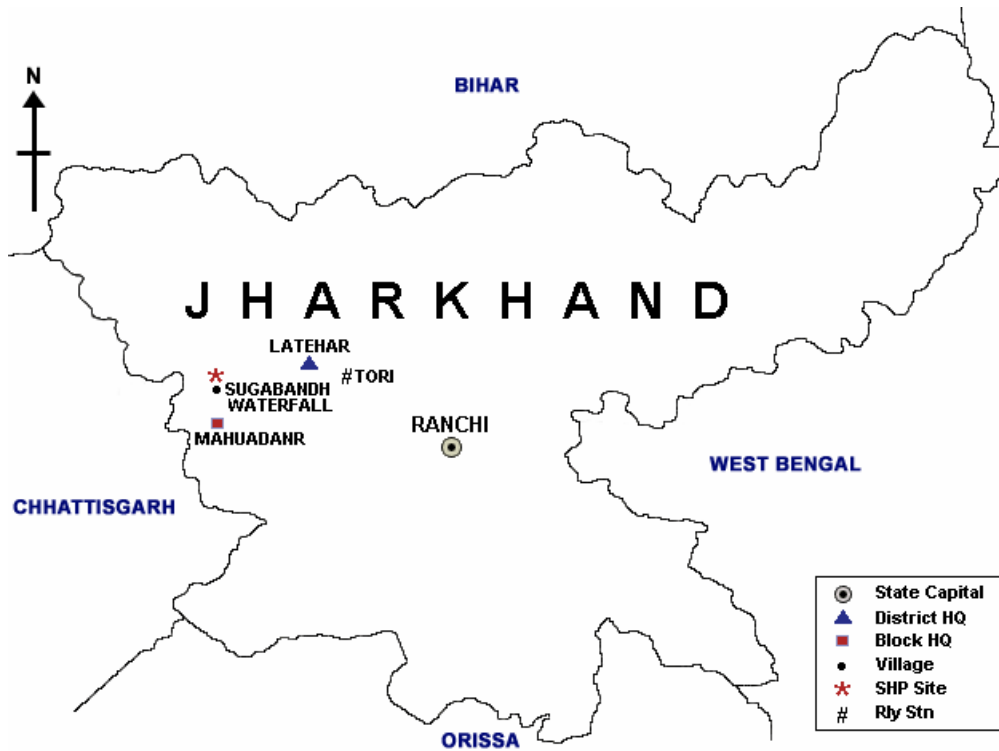 N
BIHAR
JHARKHAND
LATEHAR
#TORI
SUGABANDH
WATERFALL
MAHUADANR
RANCHI
WEST BENGAL
CHHATTISGARH
State Capital
District HQ
Block HQ
Village
SHP Site
# Rly Stn
ORISSA